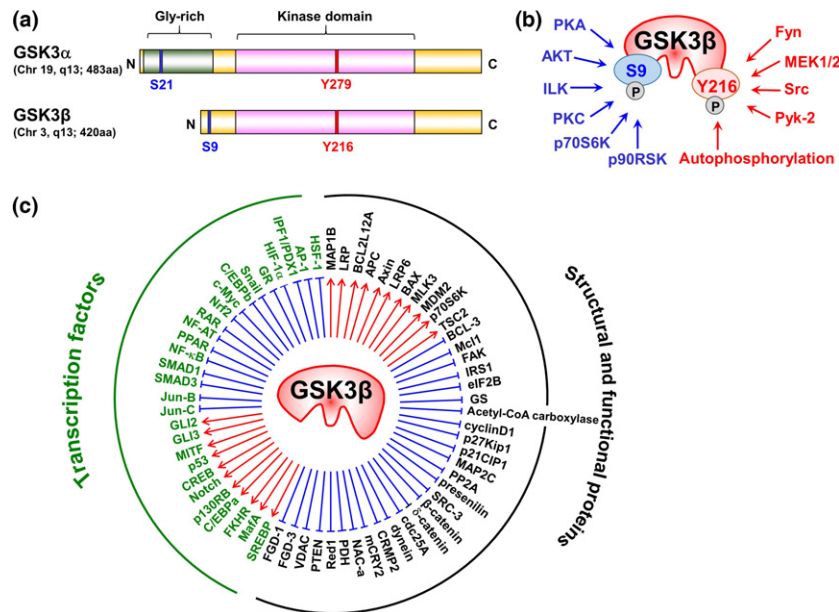 (a)
Gly-rich
Kinase domain
GSK3α
(Chr 19, q13; 483aa)
N
C
S21
Y279
GSK3β
(Chr 3, q13; 420aa)
N
C
S9
Y216
(b)
PKA
AKT
ILK
PKC
p70S6K
p90RSK
GSK3β
S9
P
Y216
P
Fyn
MEK1/2
Src
Pyk-2
Autophosphorylation
(c)
Transcription factors
Structural and functional proteins
GSK3β
MAP1B
LRP
BCL2L12A
APC
Axin
LRP6
BAX
MLK3
MDM2
p70S6K
TSC2
BCL-3
Mcl1
FAK
IRS1
eIF2B
GS
Acetyl-CoA carboxylase
cyclinD1
p27Kip1
p21CIP1
MAP2C
PP2A
presenilin
SRC-3
β-catenin
δ-catenin
cdc25A
dynein
CRMP2
mCRY2
NAC-a
PDH
Red1
PTEN
VDAC
FGD-3
FGD-1
SREBP
MafA
FKHR
C/EBPa
p130RB
Notch
CREB
p53
MITF
GLI3
GLI2
Jun-C
Jun-B
SMAD3
SMAD1
NF-κB
PPAR
NF-AT
RAR
Nrf2
c-Myc
C/EBPb
Snail
GR
HIF-1α
IPF1/PDX1
AP-1
HSF-1